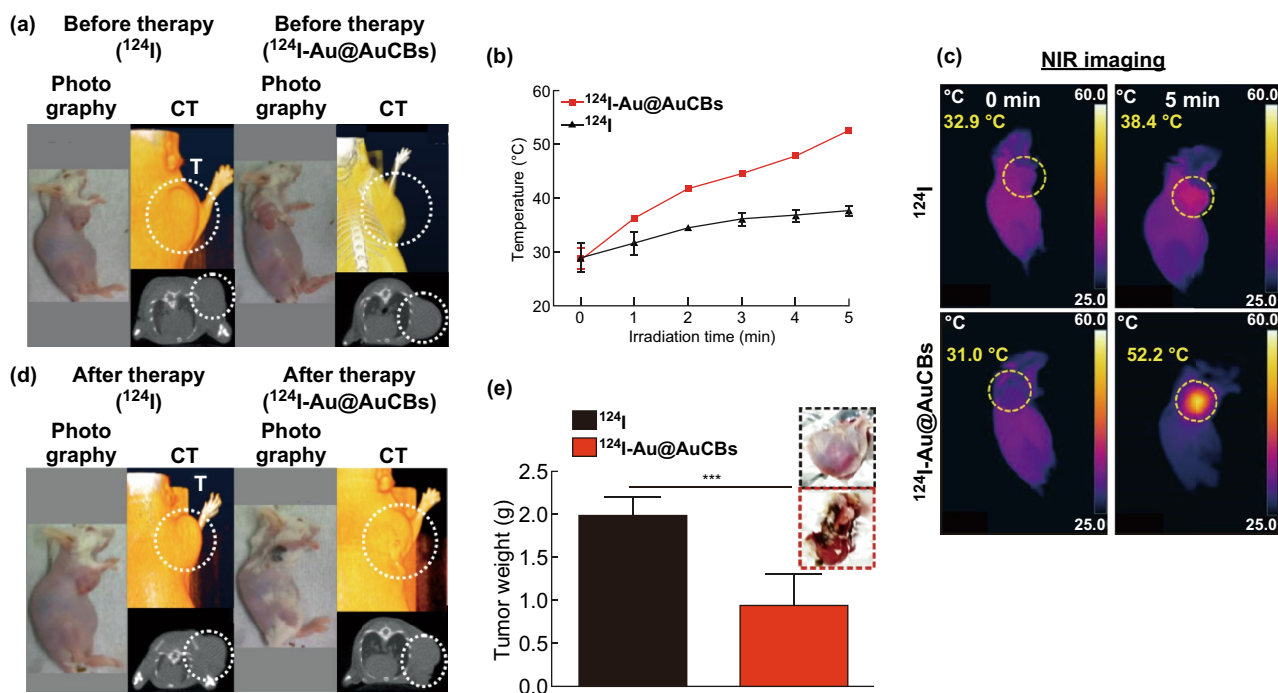 (a)
Before therapy
(¹²⁴I)
Before therapy
(¹²⁴I-Au@AuCBs)
Photo
graphy
CT
Photo
graphy
CT
T
(b)
60
50
40
30
20
Temperature (°C)
¹²⁴I-Au@AuCBs
¹²⁴I
0 1 2 3 4 5
Irradiation time (min)
(c)
NIR imaging
°C 0 min 60.0
32.9 °C
25.0
°C 5 min 60.0
38.4 °C
25.0
¹²⁴I
°C 60.0
31.0 °C
25.0
°C 60.0
52.2 °C
25.0
¹²⁴I-Au@AuCBs
(d)
After therapy
(¹²⁴I)
After therapy
(¹²⁴I-Au@AuCBs)
Photo
graphy
CT
Photo
graphy
CT
T
(e)
¹²⁴I
¹²⁴I-Au@AuCBs
2.5
2.0
1.5
1.0
0.5
0.0
Tumor weight (g)
***